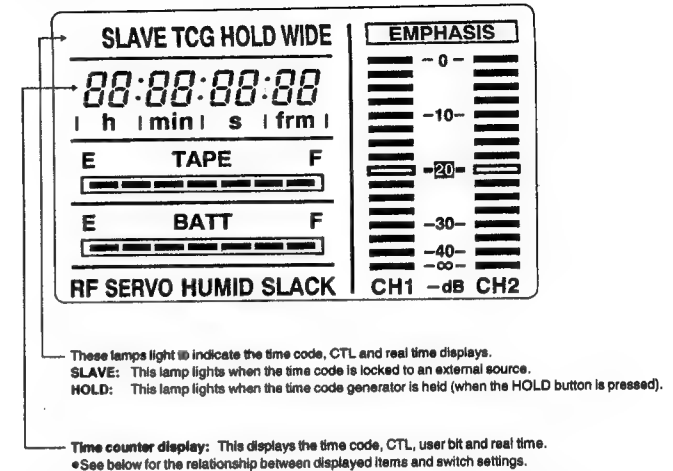 SLAVE TCG HOLD WIDE
EMPHASIS
88:88:88:88
h min s frm
E TAPE F
E BATT F
RF SERVO HUMID SLACK
– 0 –
–10–
–20–
–30–
–40–
–∞–
CH1 –dB CH2
These lamps light to indicate the time code, CTL and real time displays.
SLAVE: This lamp lights when the time code is locked to an external source.
HOLD: This lamp lights when the time code generator is held (when the HOLD button is pressed).
Time counter display: This displays the time code, CTL, user bit and real time.
•See below for the relationship between displayed items and switch settings.